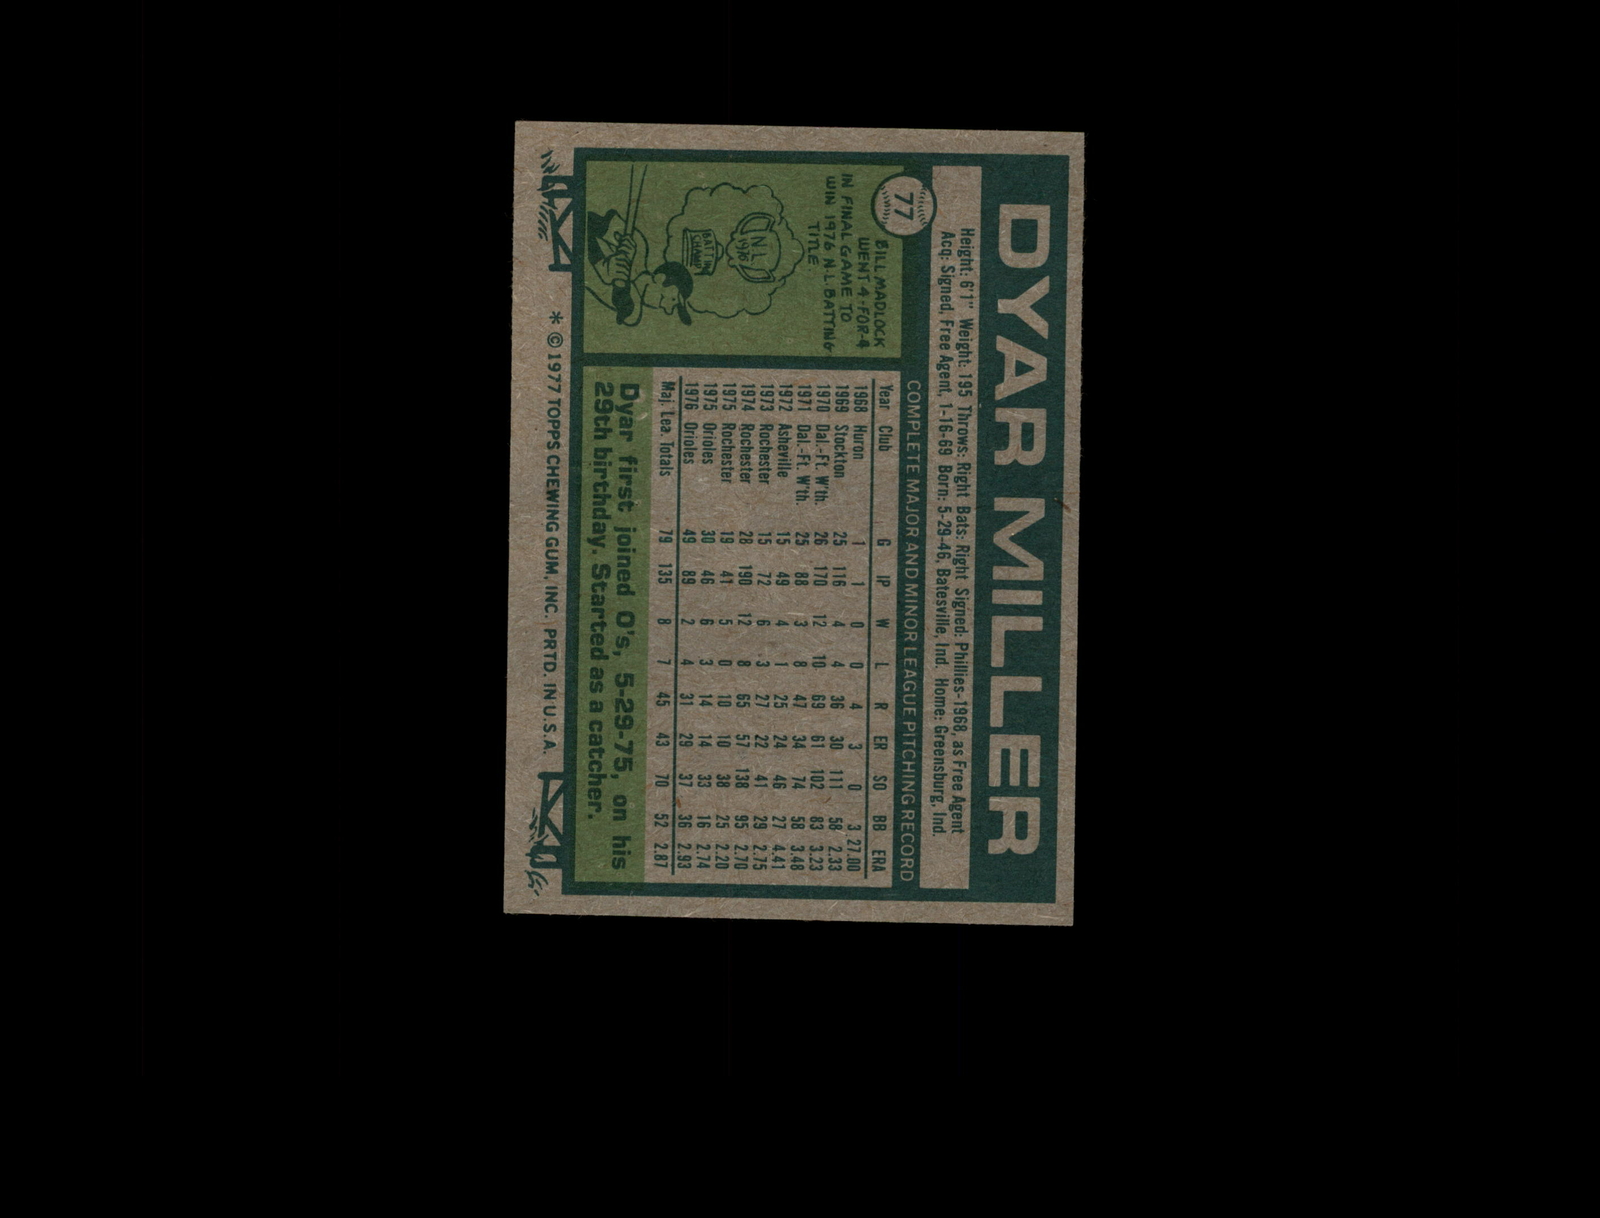 DYAR MILLER
77
Height: 6'1" Weight: 195 Throws: Right Bats: Right Signed: Phillies-1968, as Free Agent
Acq: Signed, Free Agent, 1-16-69 Born: 5-29-46, Batesville, Ind. Home: Greensburg, Ind.
BILL MADLOCK
WENT 4-FOR-4
IN FINAL GAME TO
WIN 1976 N.L. BATTING
TITLE
N.L.
1976
BATTING
CHAMP
COMPLETE MAJOR AND MINOR LEAGUE PITCHING RECORD
Year Club G IP W L R ER SO BB ERA
1968 Huron 1 1 0 0 4 3 0 3 27.00
1969 Stockton 25 116 4 4 36 30 111 58 2.33
1970 Dal.-Ft. W'th. 26 170 12 10 69 61 102 83 3.23
1971 Dal.-Ft. W'th. 25 88 3 8 47 34 74 58 3.48
1972 Asheville 15 49 4 1 25 24 46 27 4.41
1973 Rochester 15 72 6 3 27 22 41 29 2.75
1974 Rochester 28 190 12 8 65 57 138 95 2.70
1975 Rochester 19 41 5 0 10 10 38 25 2.20
1975 Orioles 30 46 6 3 14 14 33 16 2.74
1976 Orioles 49 89 2 4 31 29 37 36 2.93
Maj. Lea. Totals 79 135 8 7 45 43 70 52 2.87
Dyar first joined O's, 5-29-75, on his
29th birthday. Started as a catcher.
* © 1977 TOPPS CHEWING GUM, INC. PRTD. IN U.S.A.